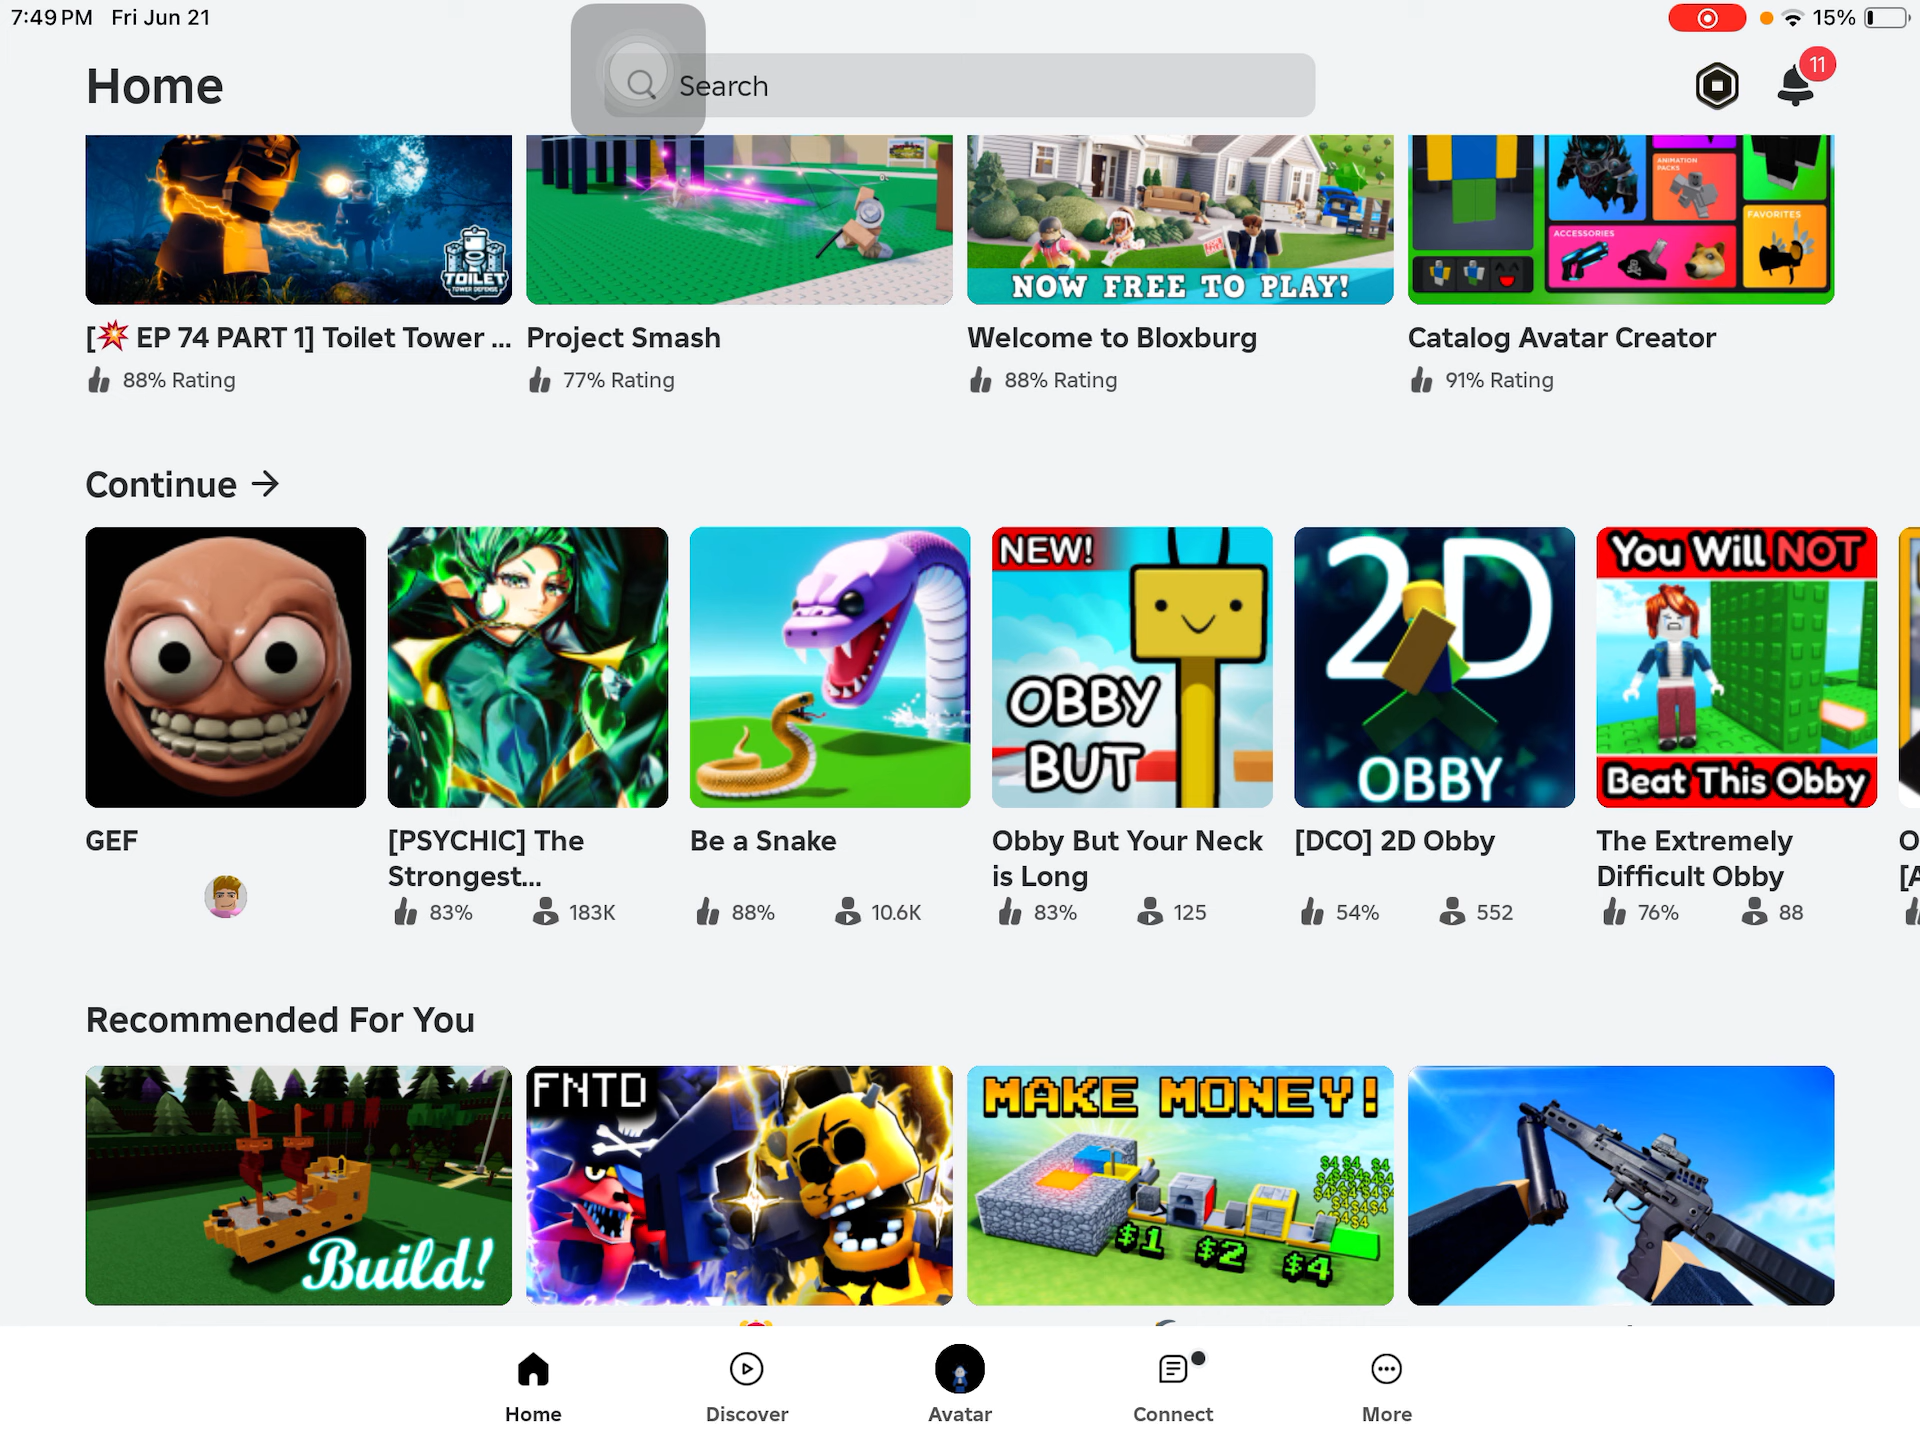 7:49 PM Fri Jun 21
15%
Home
Search
11
TOILET
TOWER DEFENSE
NOW FREE TO PLAY!
ANIMATION
PACKS
ACCESSORIES
FAVORITES
[💥 EP 74 PART 1] Toilet Tower ...
88% Rating
Project Smash
77% Rating
Welcome to Bloxburg
88% Rating
Catalog Avatar Creator
91% Rating
Continue →
NEW!
OBBY
BUT
2D
OBBY
You Will NOT
Beat This Obby
GEF
[PSYCHIC] The
Strongest...
83% 183K
Be a Snake
88% 10.6K
Obby But Your Neck
is Long
83% 125
[DCO] 2D Obby
54% 552
The Extremely
Difficult Obby
76% 88
O
[A
Recommended For You
Build!
FNTD
MAKE MONEY!
$1 $2 $4
Home
Discover
Avatar
Connect
More